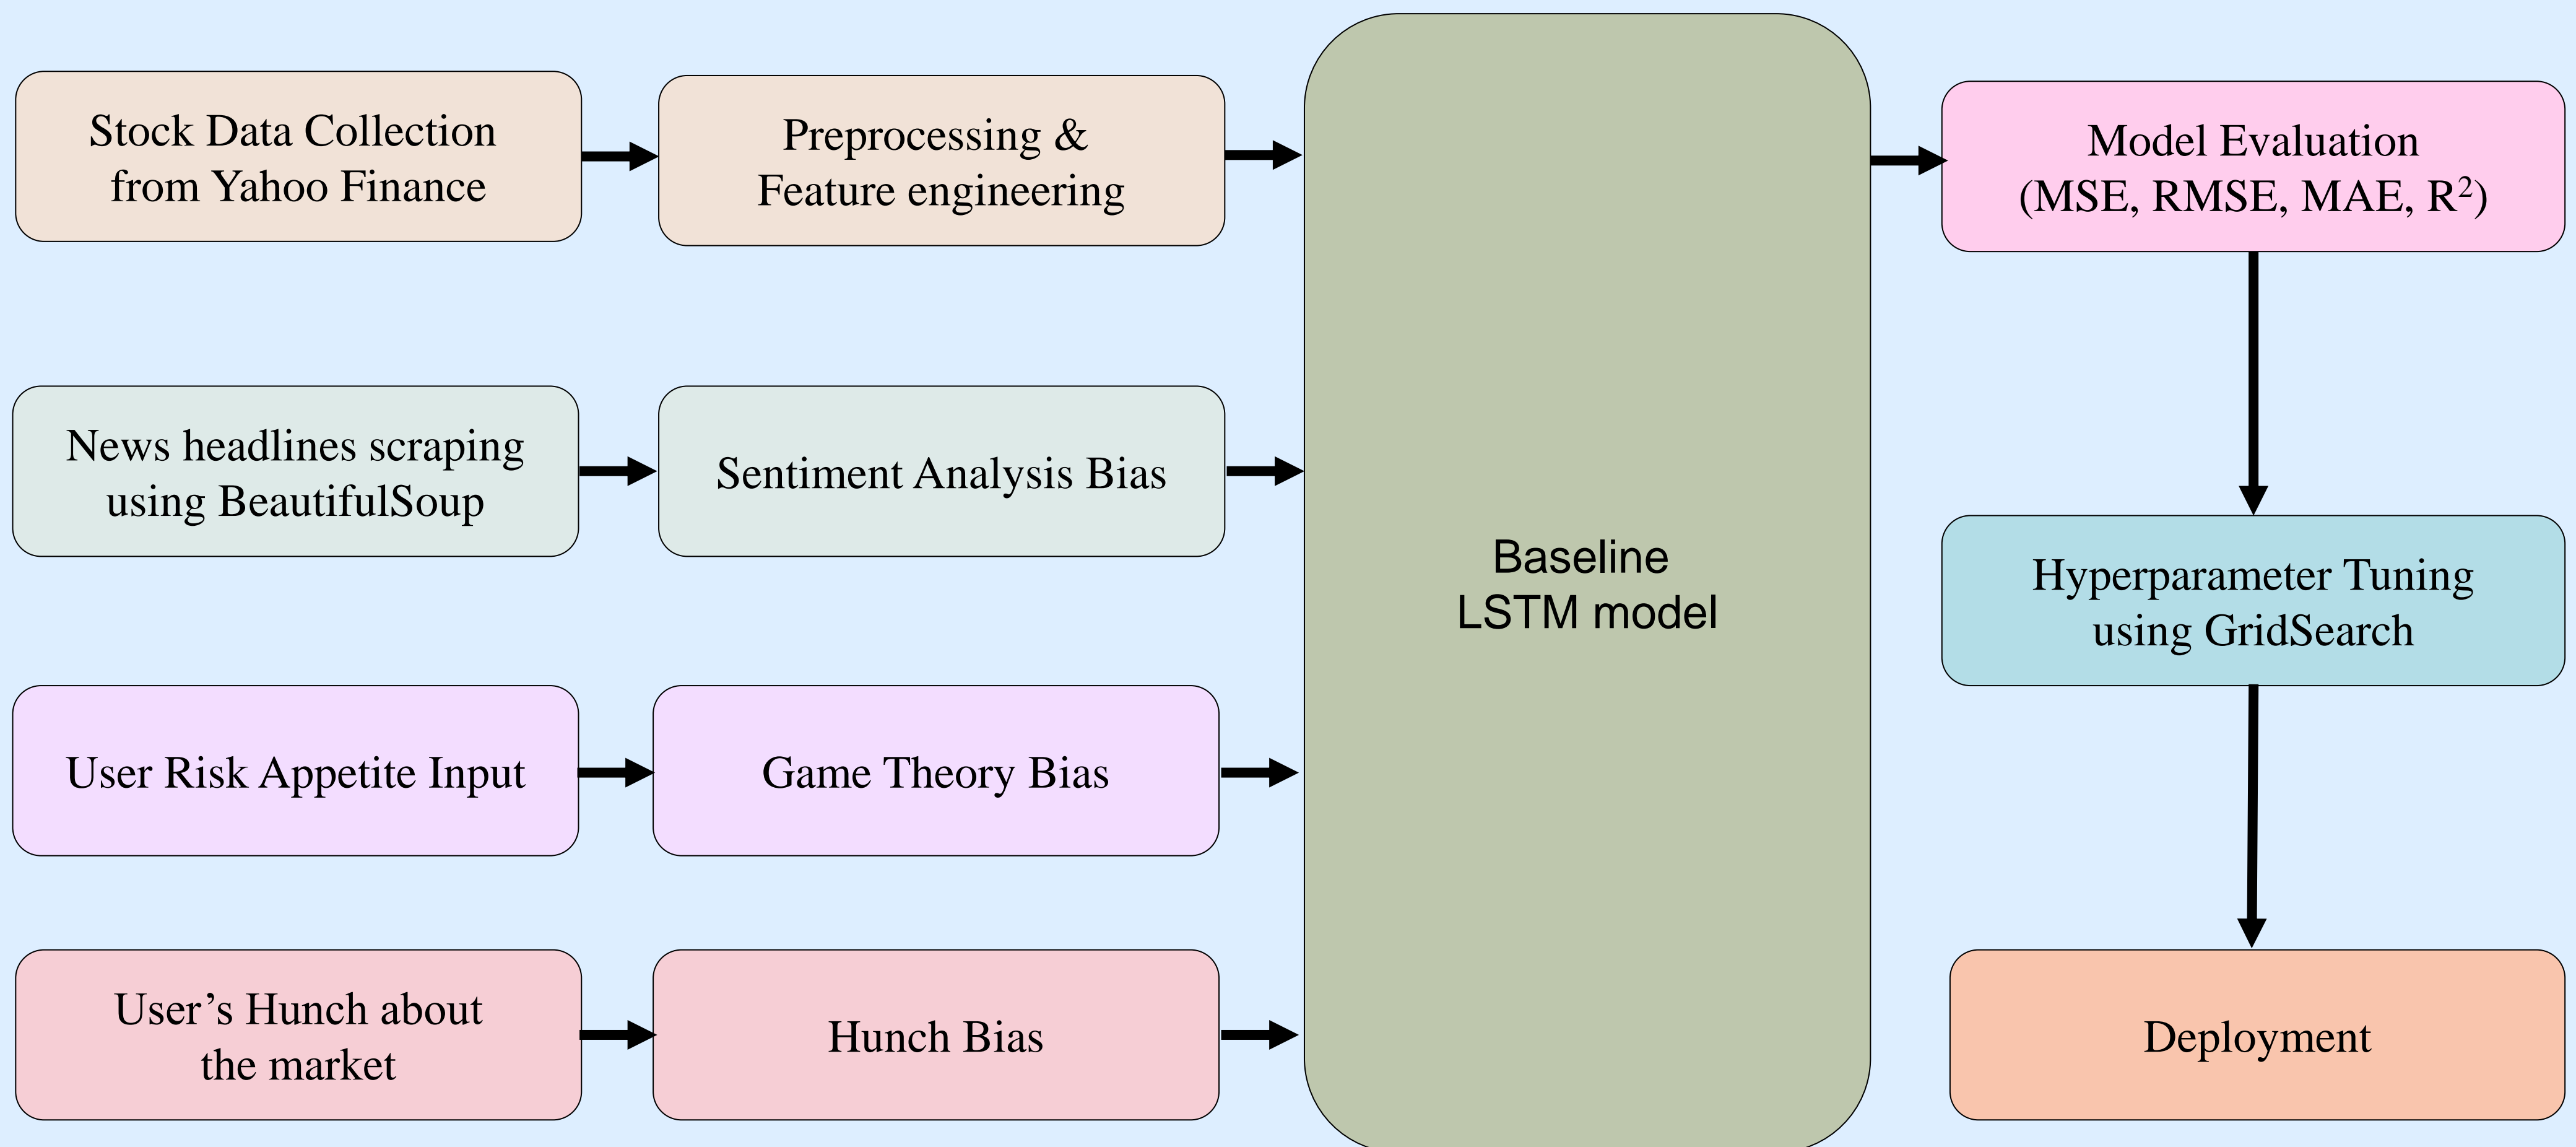 Stock Data Collection
from Yahoo Finance
Preprocessing &
Feature engineering
Model Evaluation
(MSE, RMSE, MAE, R²)
News headlines scraping
using BeautifulSoup
Sentiment Analysis Bias
Baseline
LSTM model
Hyperparameter Tuning
using GridSearch
User Risk Appetite Input
Game Theory Bias
User’s Hunch about
the market
Hunch Bias
Deployment